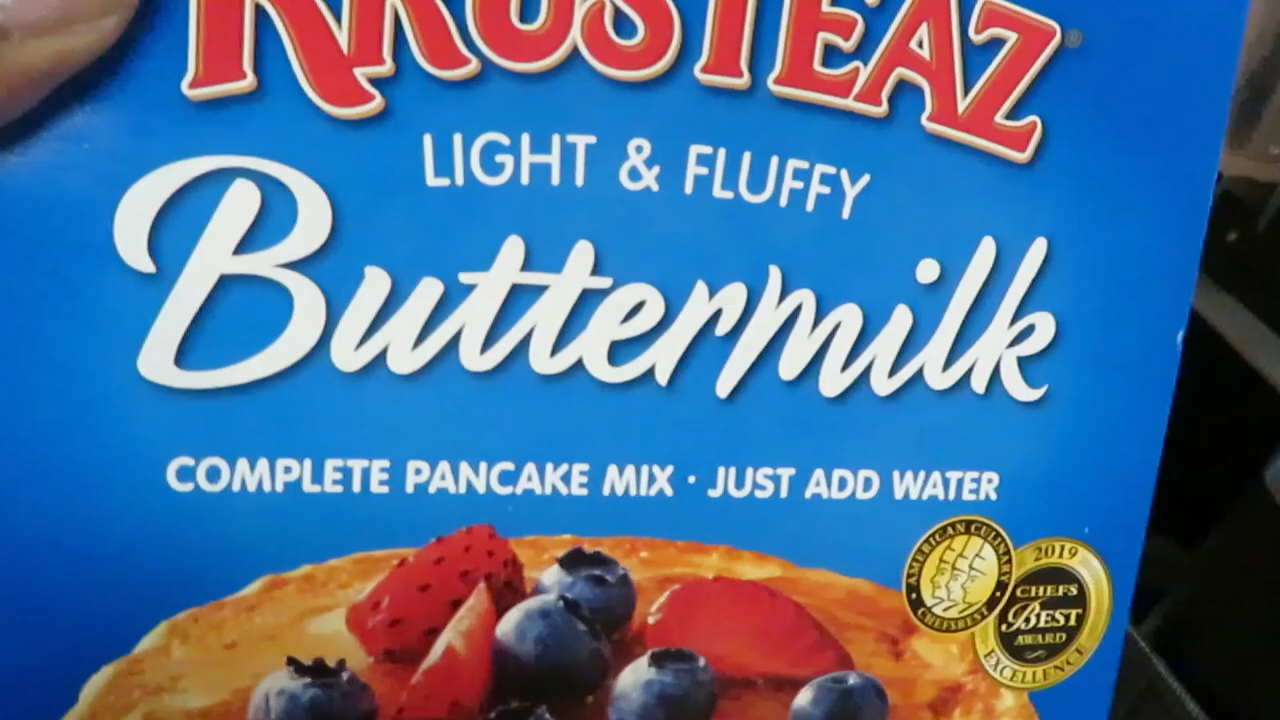 KRUSTEAZ®
LIGHT & FLUFFY
Buttermilk
COMPLETE PANCAKE MIX · JUST ADD WATER
AMERICAN CULINARY
CHEFSBEST
2019
CHEFS
BEST
AWARD
EXCELLENCE